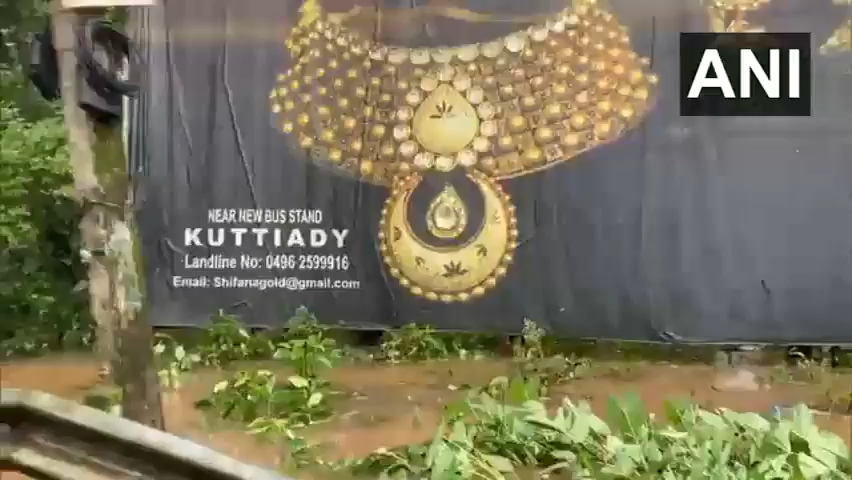 ANI
NEAR NEW BUS STAND
KUTTIADY
Landline No: 0496 2599916
Email: Shifanagold@gmail.com